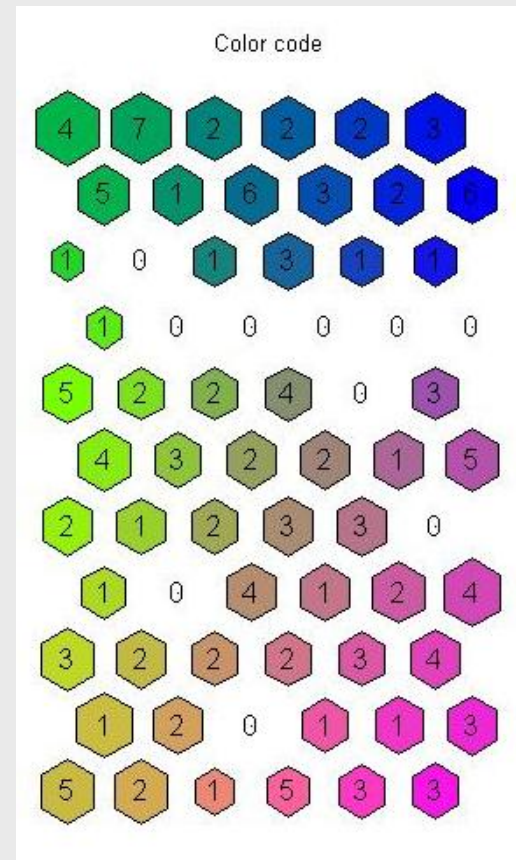 Color code
4 7 2 2 2 3
5 1 6 3 2 6
1 0 1 3 1 1
1 0 0 0 0 0
5 2 2 4 0 3
4 3 2 2 1 5
2 1 2 3 3 0
1 0 4 1 2 4
3 2 2 2 3 4
1 2 0 1 1 3
5 2 1 5 3 3